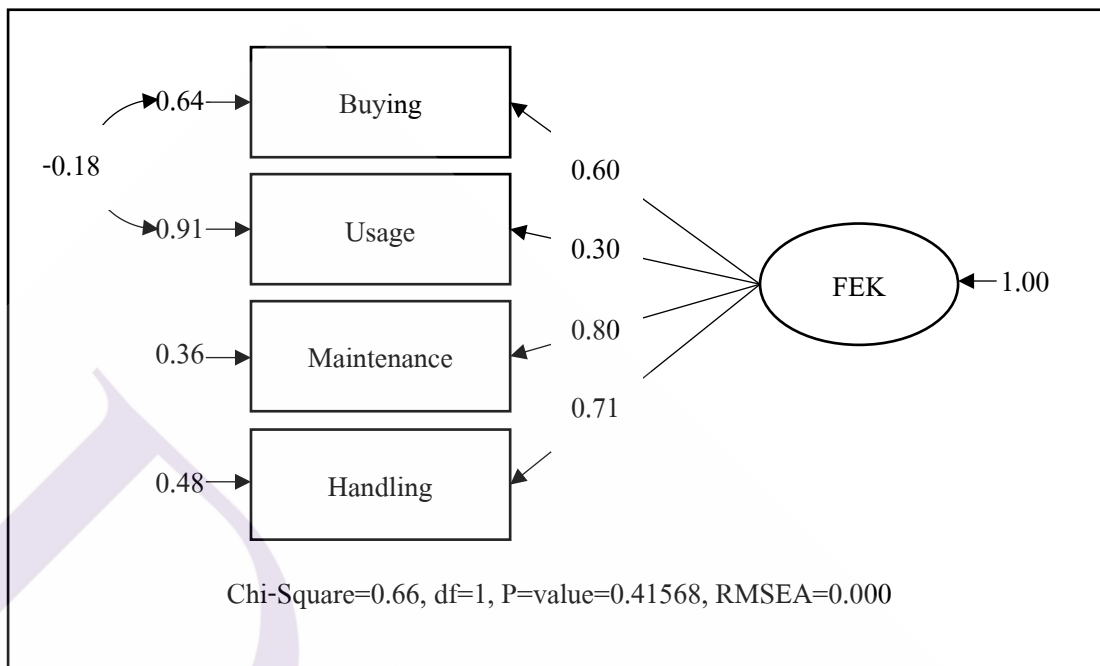 0.64
Buying
-0.18
0.60
0.91
Usage
0.30
FEK
1.00
0.80
0.36
Maintenance
0.71
0.48
Handling
Chi-Square=0.66, df=1, P=value=0.41568, RMSEA=0.000